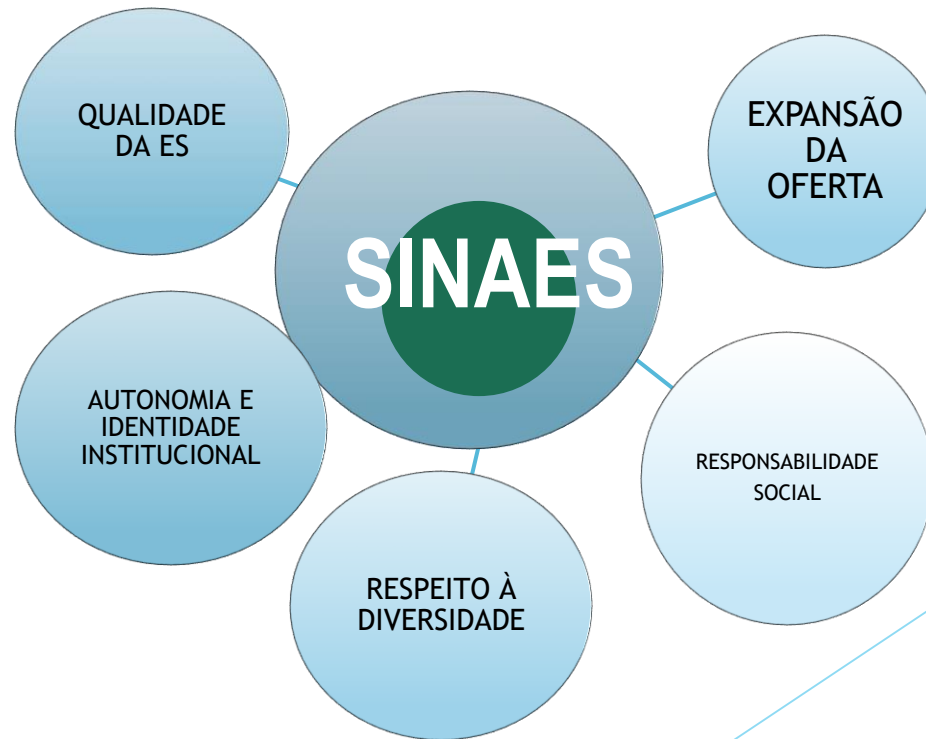 QUALIDADE
DA ES
EXPANSÃO
DA
OFERTA
SINAES
AUTONOMIA E
IDENTIDADE
INSTITUCIONAL
RESPONSABILIDADE
SOCIAL
RESPEITO À
DIVERSIDADE